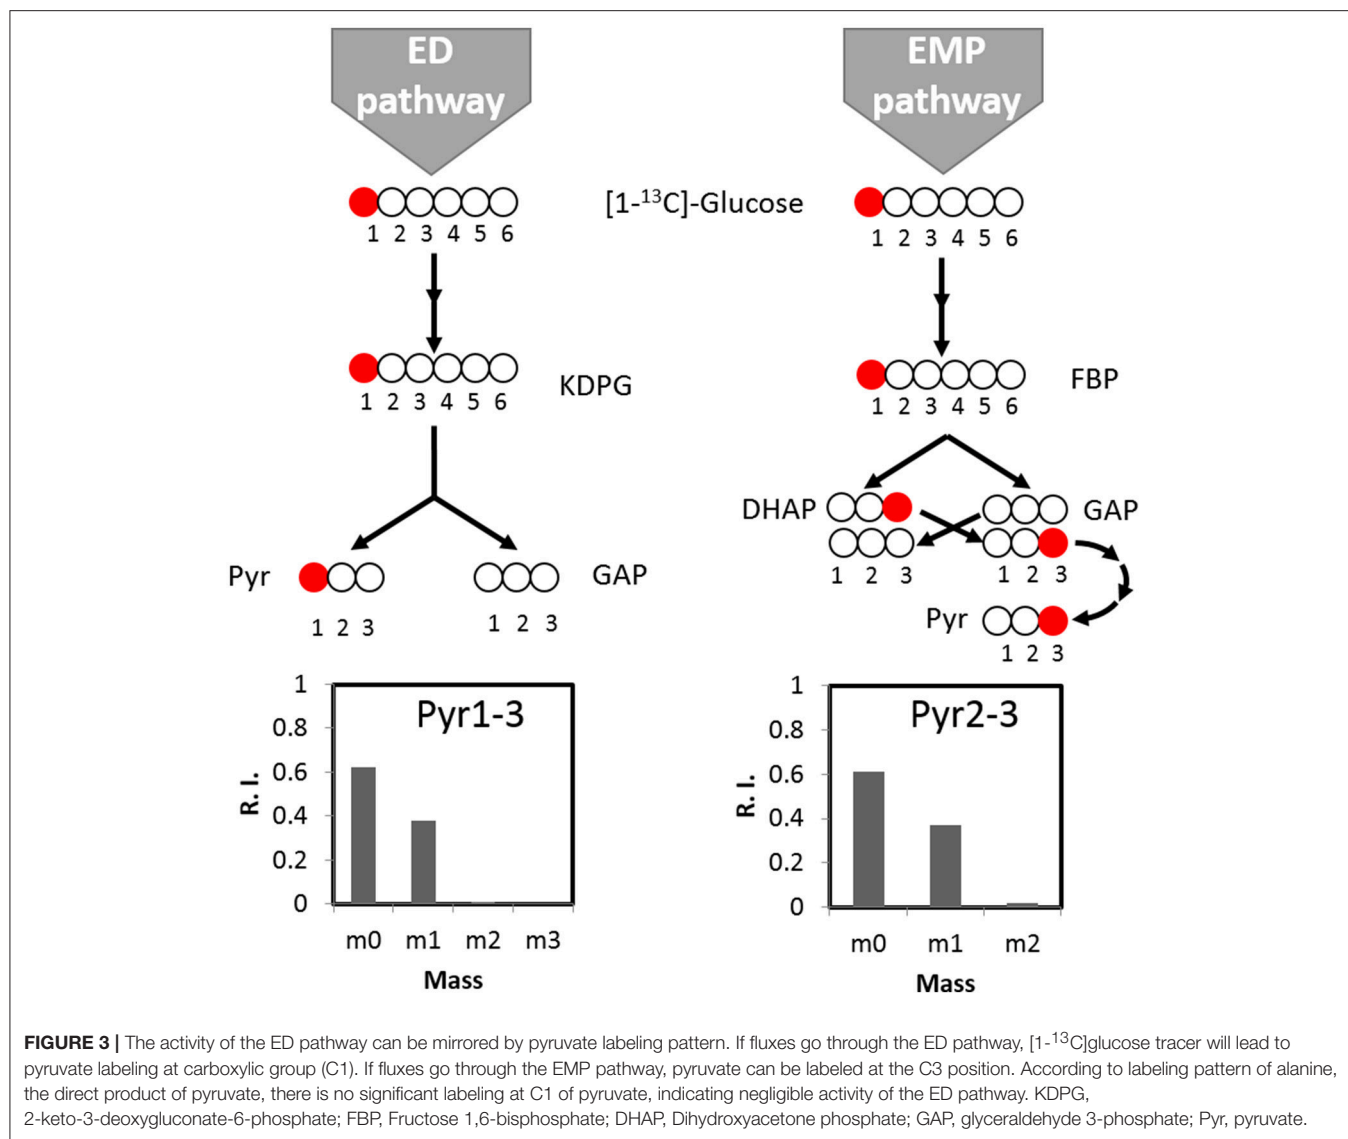 ED
pathway
EMP
pathway
[1-¹³C]-Glucose
1 2 3 4 5 6
1 2 3 4 5 6
KDPG
1 2 3 4 5 6
FBP
1 2 3 4 5 6
DHAP
GAP
1 2 3
1 2 3
Pyr
GAP
1 2 3
1 2 3
Pyr
1 2 3
Pyr1-3
R. I.
1
0.8
0.6
0.4
0.2
0
m0 m1 m2 m3
Mass
Pyr2-3
R. I.
1
0.8
0.6
0.4
0.2
0
m0 m1 m2
Mass
FIGURE 3 | The activity of the ED pathway can be mirrored by pyruvate labeling pattern. If fluxes go through the ED pathway, [1-¹³C]glucose tracer will lead to
pyruvate labeling at carboxylic group (C1). If fluxes go through the EMP pathway, pyruvate can be labeled at the C3 position. According to labeling pattern of alanine,
the direct product of pyruvate, there is no significant labeling at C1 of pyruvate, indicating negligible activity of the ED pathway. KDPG,
2-keto-3-deoxygluconate-6-phosphate; FBP, Fructose 1,6-bisphosphate; DHAP, Dihydroxyacetone phosphate; GAP, glyceraldehyde 3-phosphate; Pyr, pyruvate.